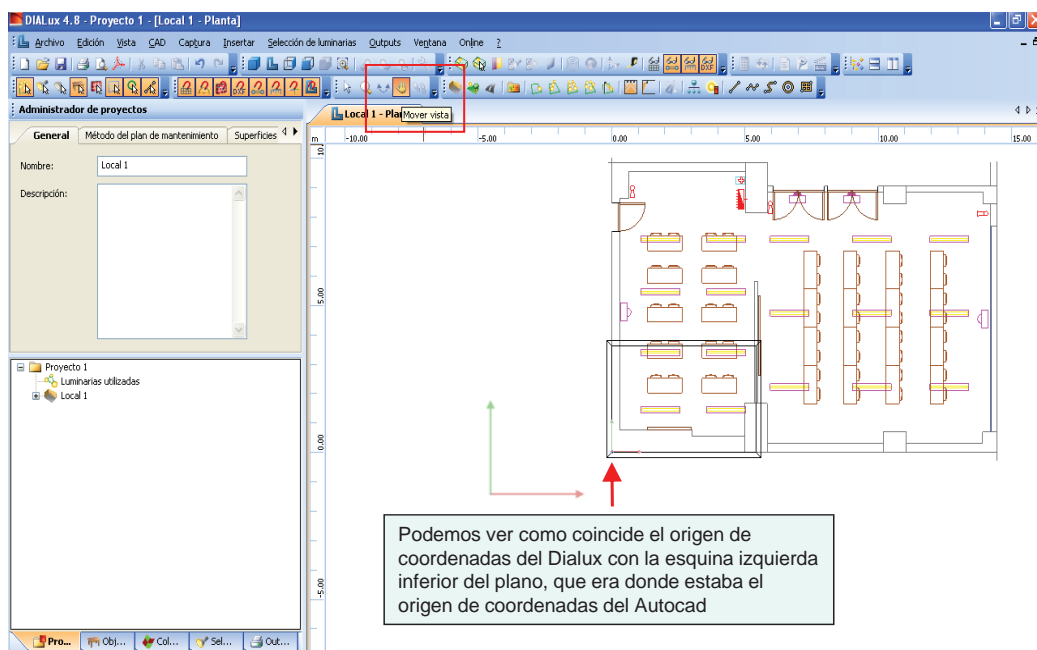 DIALux 4.8 - Proyecto 1 - [Local 1 - Planta]
Archivo Edición Vista CAD Captura Insertar Selección de luminarias Outputs Ventana Online ?
Administrador de proyectos
General Método del plan de mantenimiento Superficies
Nombre: Local 1
Descripción:
Local 1 - Pla
Mover vista
m -10.00 -5.00 0.00 5.00 10.00 15.00
10
5.00
0.00
-5.00
Proyecto 1
Luminarias utilizadas
Local 1
Podemos ver como coincide el origen de
coordenadas del Dialux con la esquina izquierda
inferior del plano, que era donde estaba el
origen de coordenadas del Autocad
Pro... Obj... Col... Sel... Out...